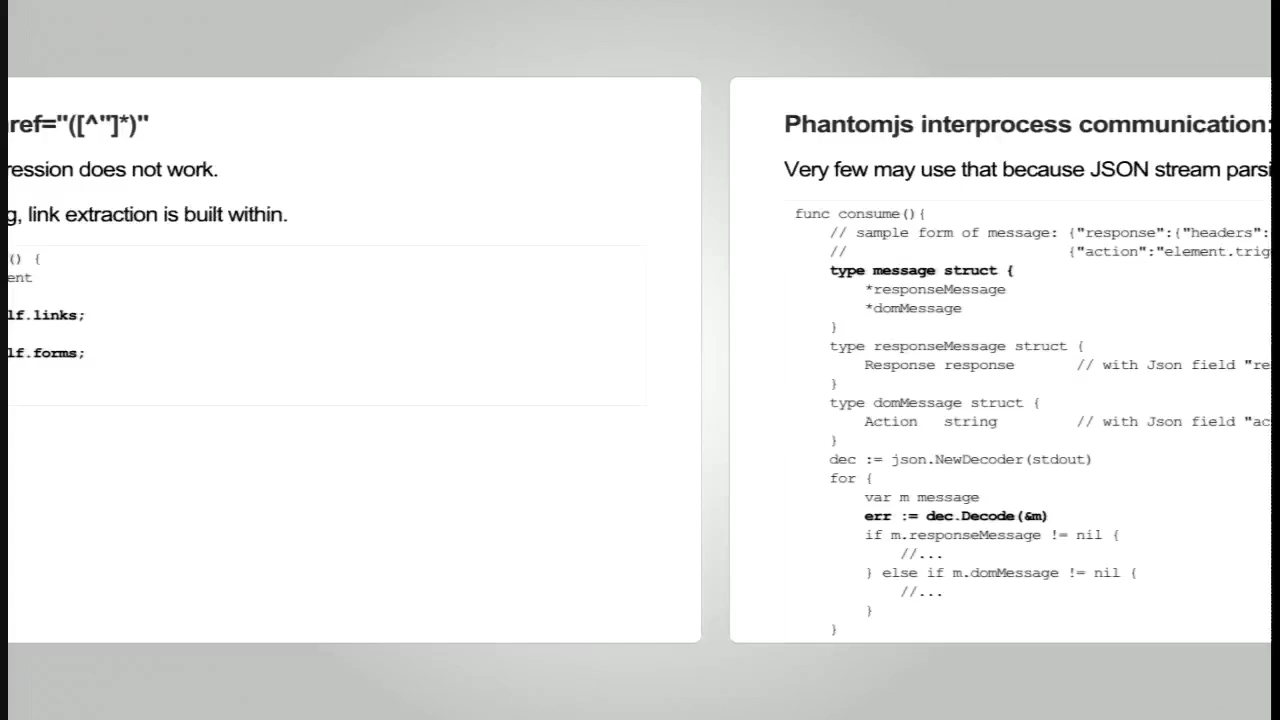 ref="([^"]*)"
ression does not work.
g, link extraction is built within.
() {
ent
lf.links;
lf.forms;
Phantomjs interprocess communication:
Very few may use that because JSON stream parsi
func consume(){
// sample form of message: {"response":{"headers":
// {"action":"element.trig
type message struct {
*responseMessage
*domMessage
}
type responseMessage struct {
Response response // with Json field "re
}
type domMessage struct {
Action string // with Json field "ac
}
dec := json.NewDecoder(stdout)
for {
var m message
err := dec.Decode(&m)
if m.responseMessage != nil {
//...
} else if m.domMessage != nil {
//...
}
}